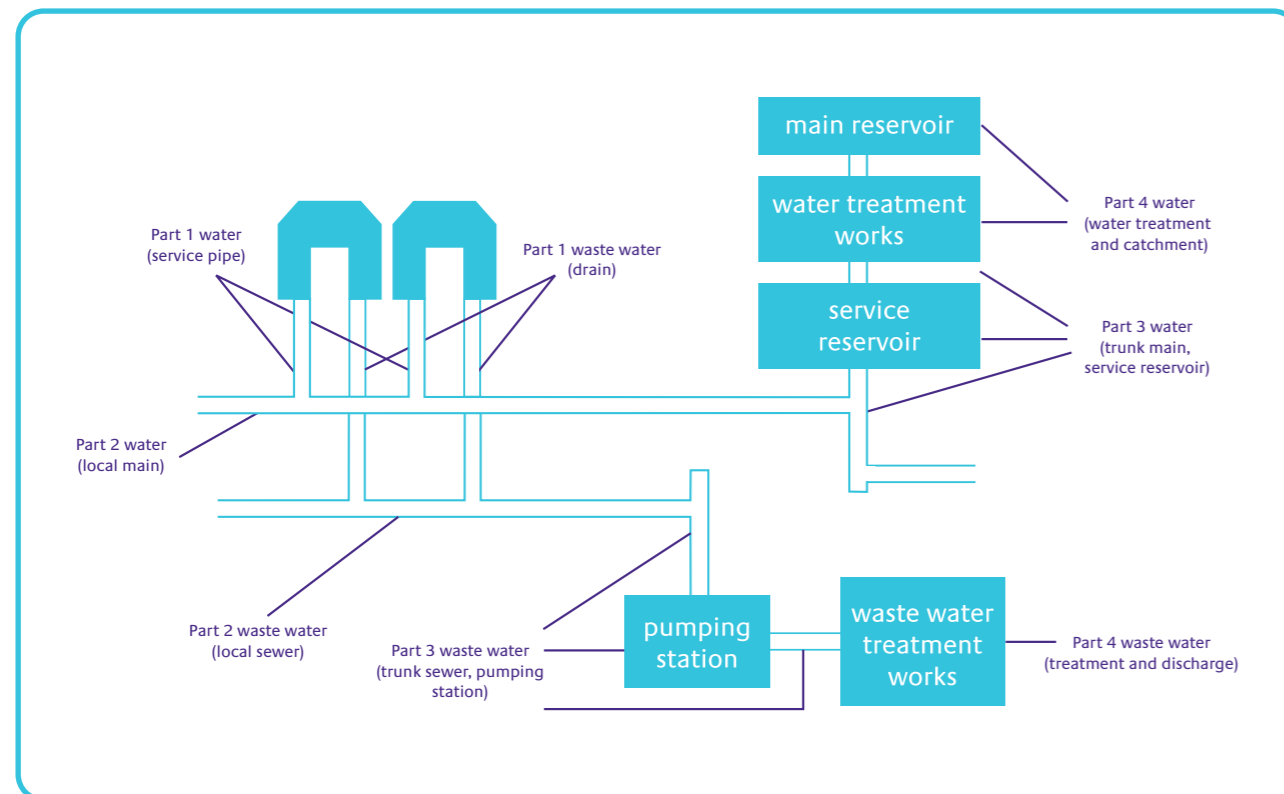 main reservoir
water treatment
works
Part 4 water
(water treatment
and catchment)
Part 1 water
(service pipe)
Part 1 waste water
(drain)
service
reservoir
Part 3 water
(trunk main,
service reservoir)
Part 2 water
(local main)
Part 2 waste water
(local sewer)
Part 3 waste water
(trunk sewer, pumping
station)
pumping
station
waste water
treatment
works
Part 4 waste water
(treatment and discharge)